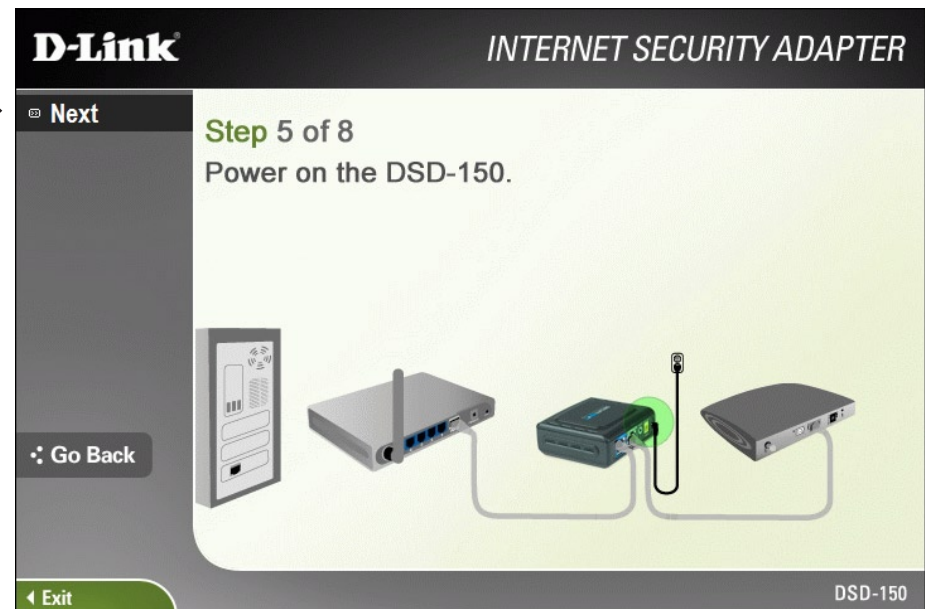 D-Link®
INTERNET SECURITY ADAPTER
Next
Step 5 of 8
Power on the DSD-150.
Go Back
Exit
DSD-150